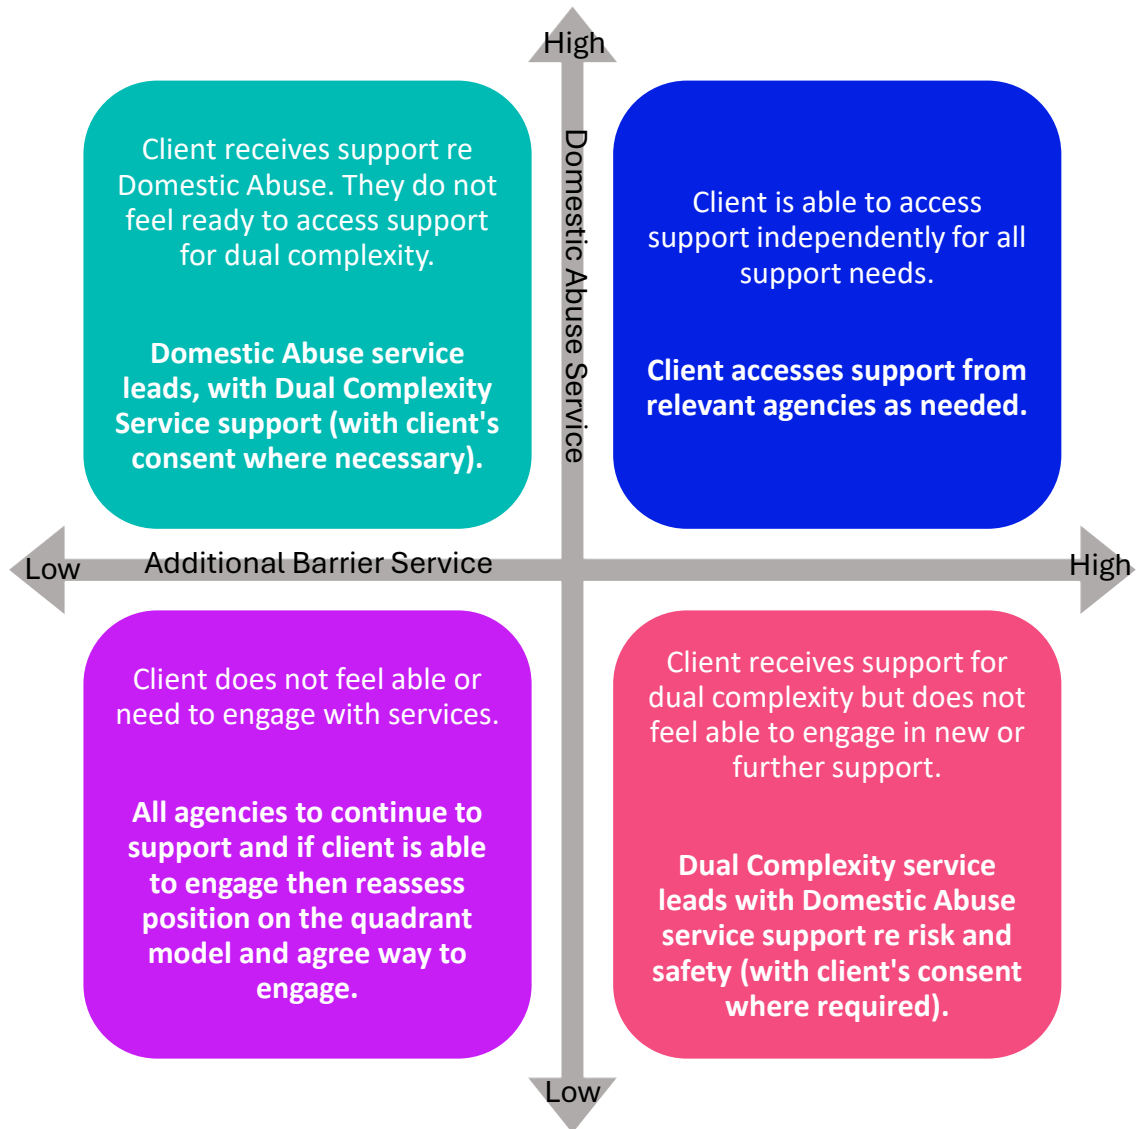 High
Client receives support re
Domestic Abuse. They do not
feel ready to access support
for dual complexity.
Domestic Abuse service
leads, with Dual Complexity
Service support (with client's
consent where necessary).
Domestic Abuse Service
Client is able to access
support independently for all
support needs.
Client accesses support from
relevant agencies as needed.
Low
Additional Barrier Service
High
Client does not feel able or
need to engage with services.
All agencies to continue to
support and if client is able
to engage then reassess
position on the quadrant
model and agree way to
engage.
Client receives support for
dual complexity but does not
feel able to engage in new or
further support.
Dual Complexity service
leads with Domestic Abuse
service support re risk and
safety (with client's consent
where required).
Low